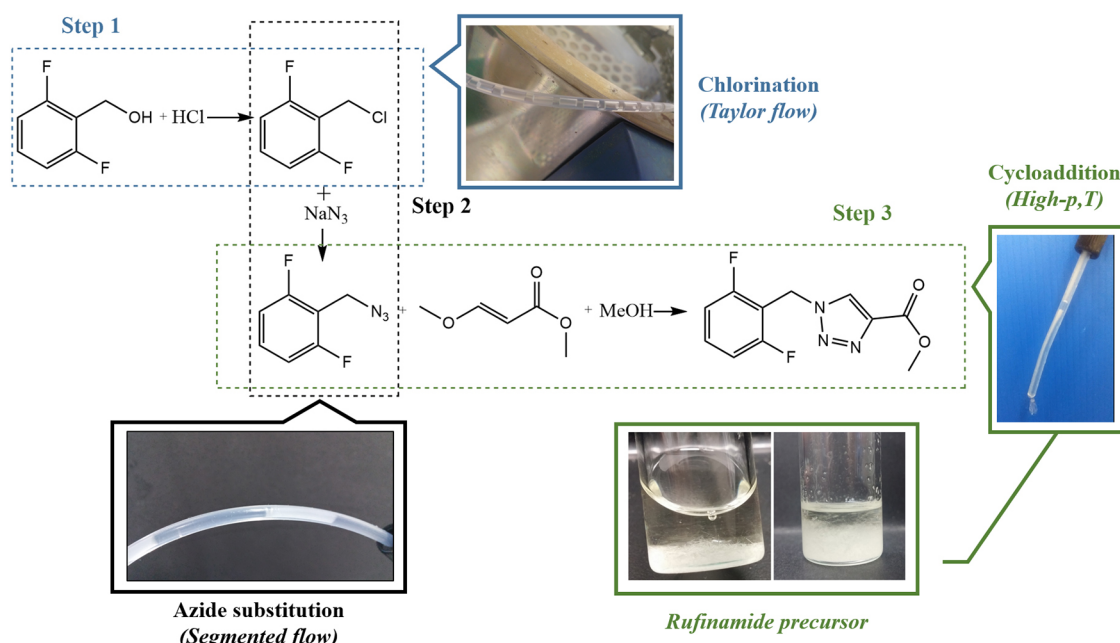 Step 1
F
OH + HCl
F
F
Cl
F
Chlorination
(Taylor flow)
+
NaN3
Step 2
Step 3
Cycloaddition
(High-p,T)
F
N3
F
+
O
O
O
+ MeOH
F
F
N
N
N
O
O
Azide substitution
(Segmented flow)
Rufinamide precursor